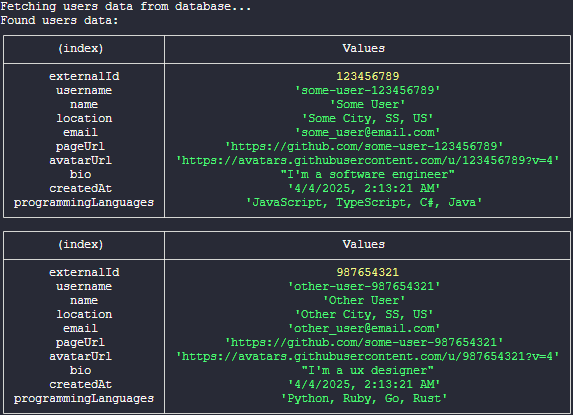 Fetching users data from database...
Found users data:
(index) Values
externalId 123456789
username 'some-user-123456789'
name 'Some User'
location 'Some City, SS, US'
email 'some_user@email.com'
pageUrl 'https://github.com/some-user-123456789'
avatarUrl 'https://avatars.githubusercontent.com/u/123456789?v=4'
bio "I'm a software engineer"
createdAt '4/4/2025, 2:13:21 AM'
programmingLanguages 'JavaScript, TypeScript, C#, Java'
(index) Values
externalId 987654321
username 'other-user-987654321'
name 'Other User'
location 'Other City, SS, US'
email 'other_user@email.com'
pageUrl 'https://github.com/some-user-987654321'
avatarUrl 'https://avatars.githubusercontent.com/u/987654321?v=4'
bio "I'm a ux designer"
createdAt '4/4/2025, 2:13:21 AM'
programmingLanguages 'Python, Ruby, Go, Rust'